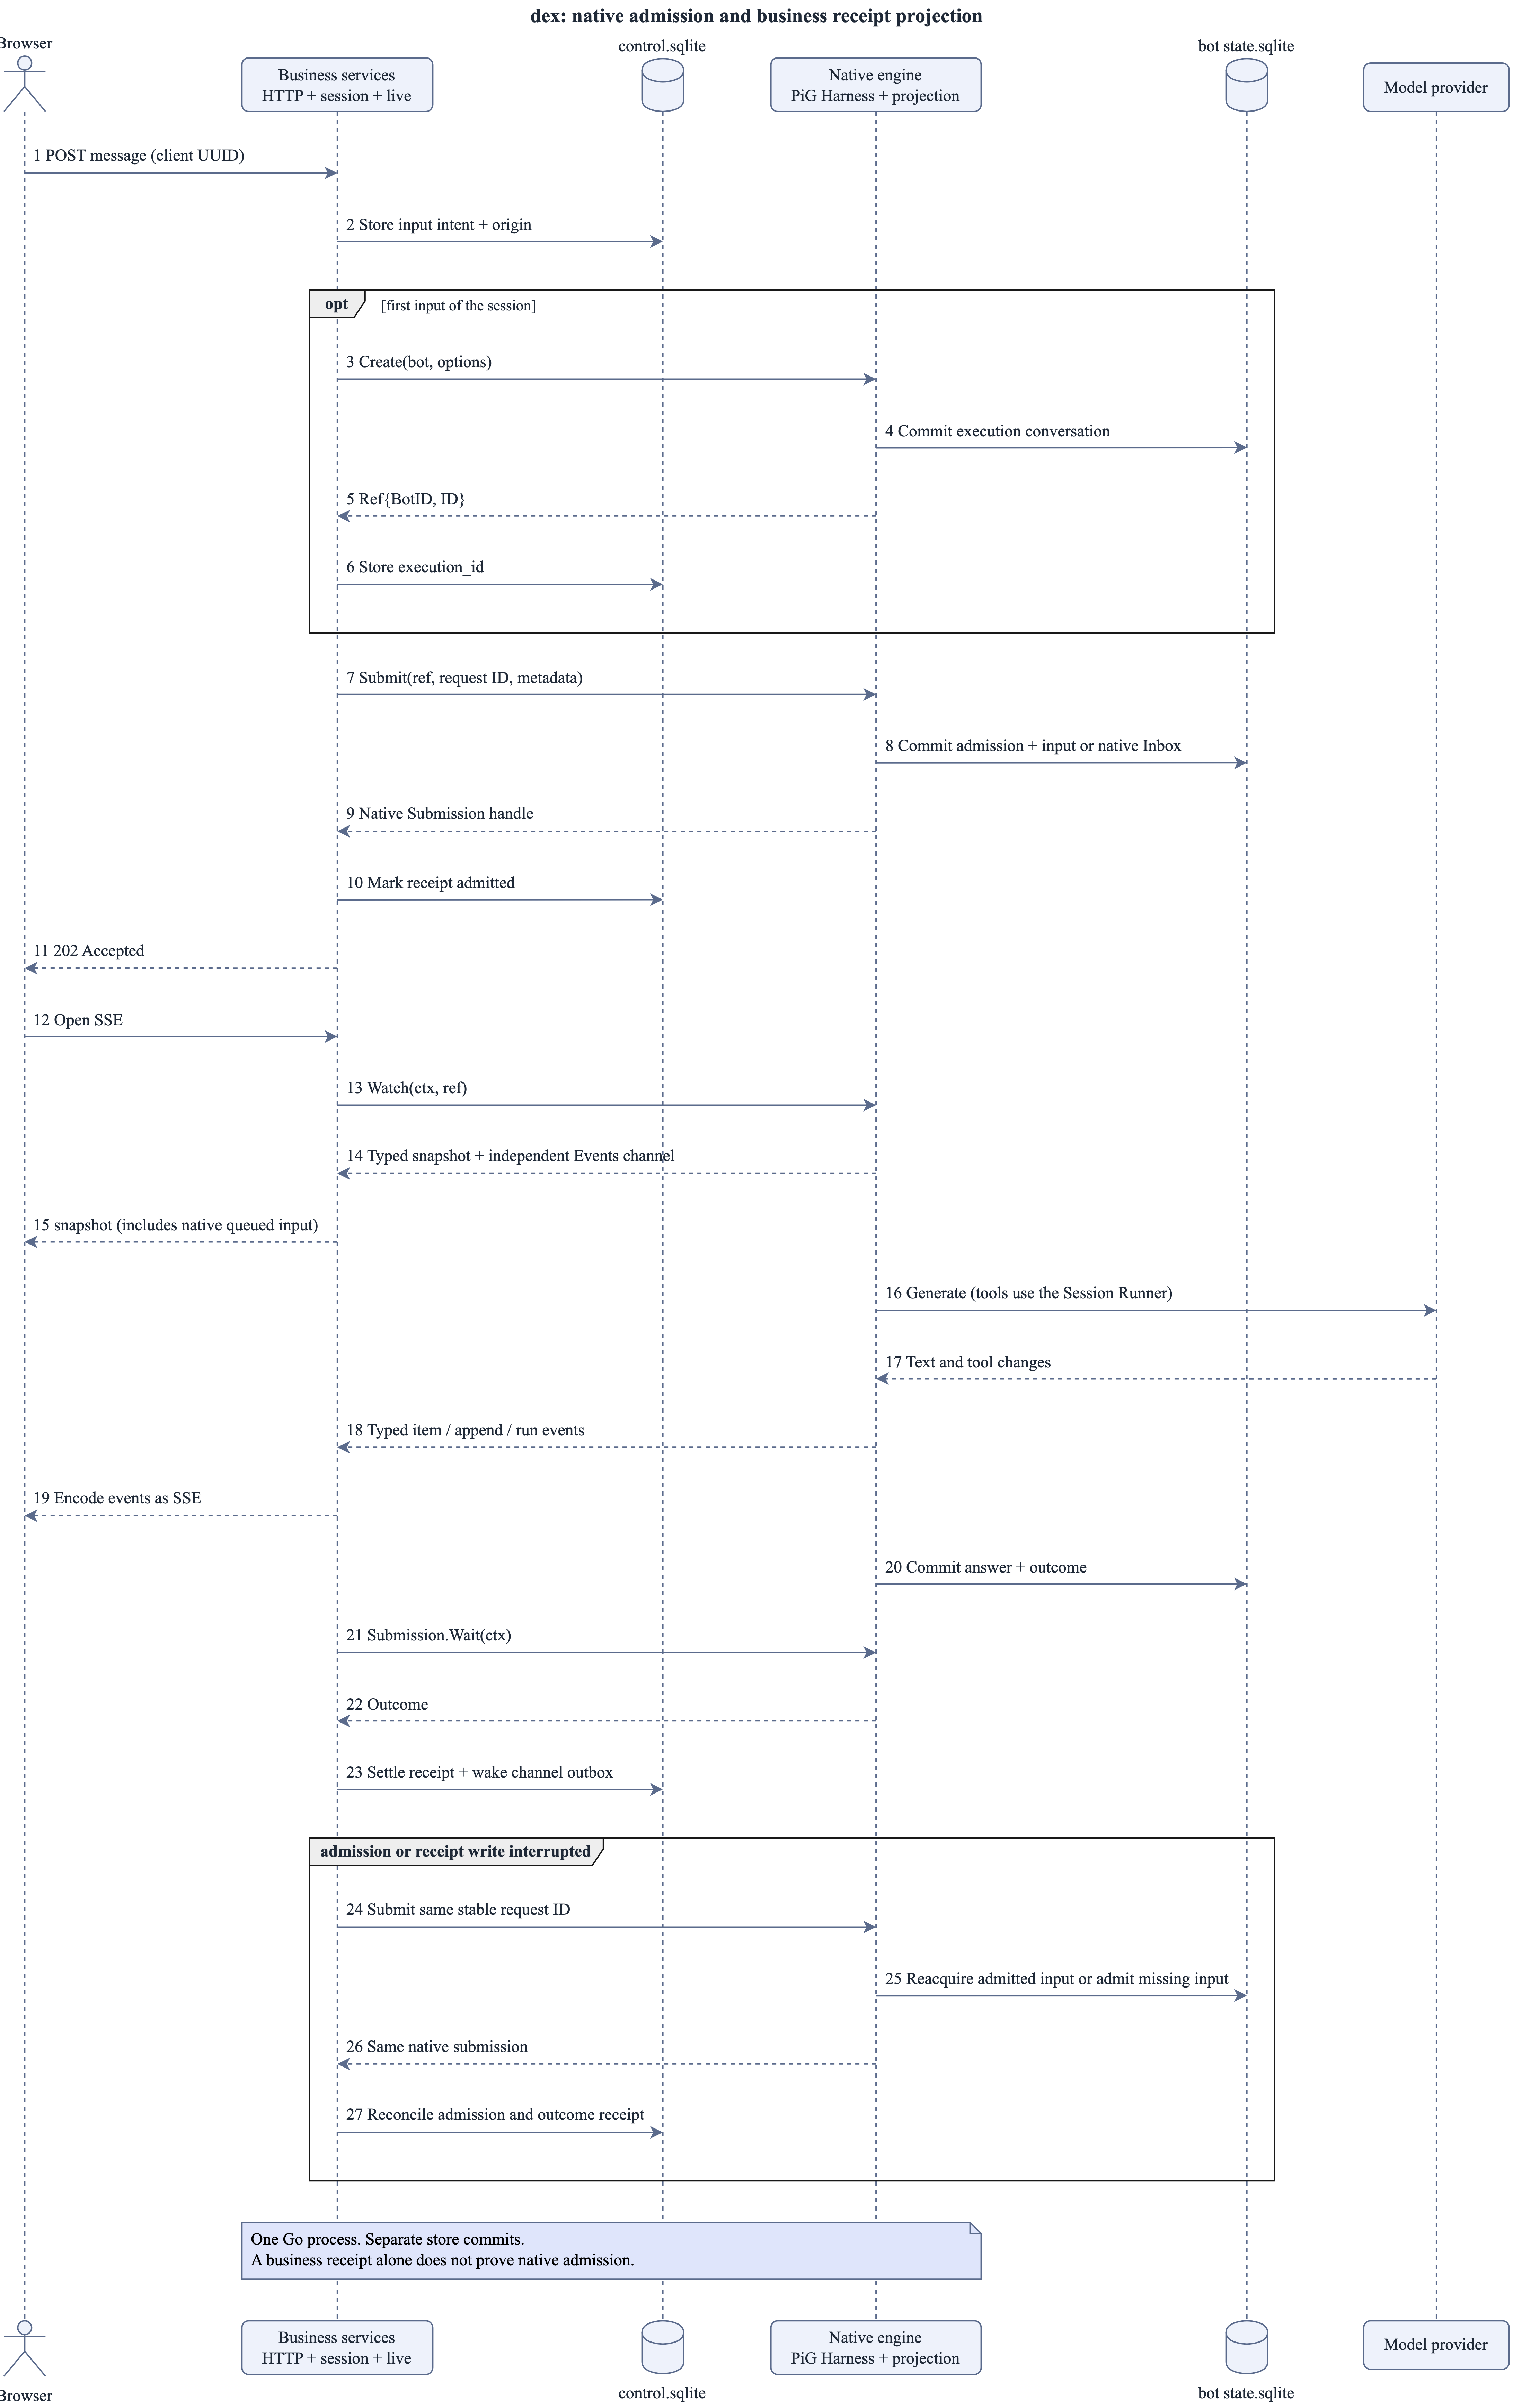 dex: native admission and business receipt projection
Browser
control.sqlite
bot state.sqlite
Business services
HTTP + session + live
Native engine
PiG Harness + projection
Model provider
1 POST message (client UUID)
2 Store input intent + origin
opt
[first input of the session]
3 Create(bot, options)
4 Commit execution conversation
5 Ref{BotID, ID}
6 Store execution_id
7 Submit(ref, request ID, metadata)
8 Commit admission + input or native Inbox
9 Native Submission handle
10 Mark receipt admitted
11 202 Accepted
12 Open SSE
13 Watch(ctx, ref)
14 Typed snapshot + independent Events channel
15 snapshot (includes native queued input)
16 Generate (tools use the Session Runner)
17 Text and tool changes
18 Typed item / append / run events
19 Encode events as SSE
20 Commit answer + outcome
21 Submission.Wait(ctx)
22 Outcome
23 Settle receipt + wake channel outbox
admission or receipt write interrupted
24 Submit same stable request ID
25 Reacquire admitted input or admit missing input
26 Same native submission
27 Reconcile admission and outcome receipt
One Go process. Separate store commits.
A business receipt alone does not prove native admission.
Business services
HTTP + session + live
Native engine
PiG Harness + projection
Model provider
Browser
control.sqlite
bot state.sqlite